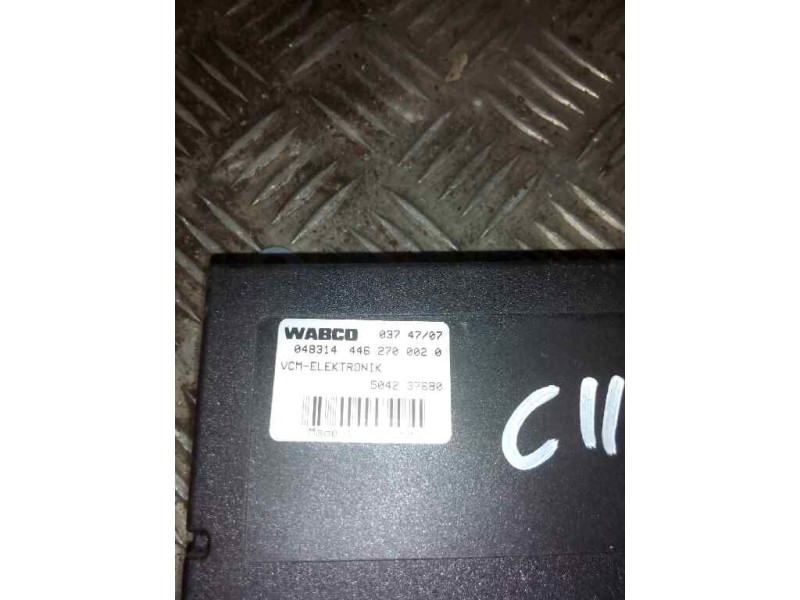 WABCO 037 47/07
048314 446 270 002 0
VCM-ELEKTRONIK
5042 37680
C11